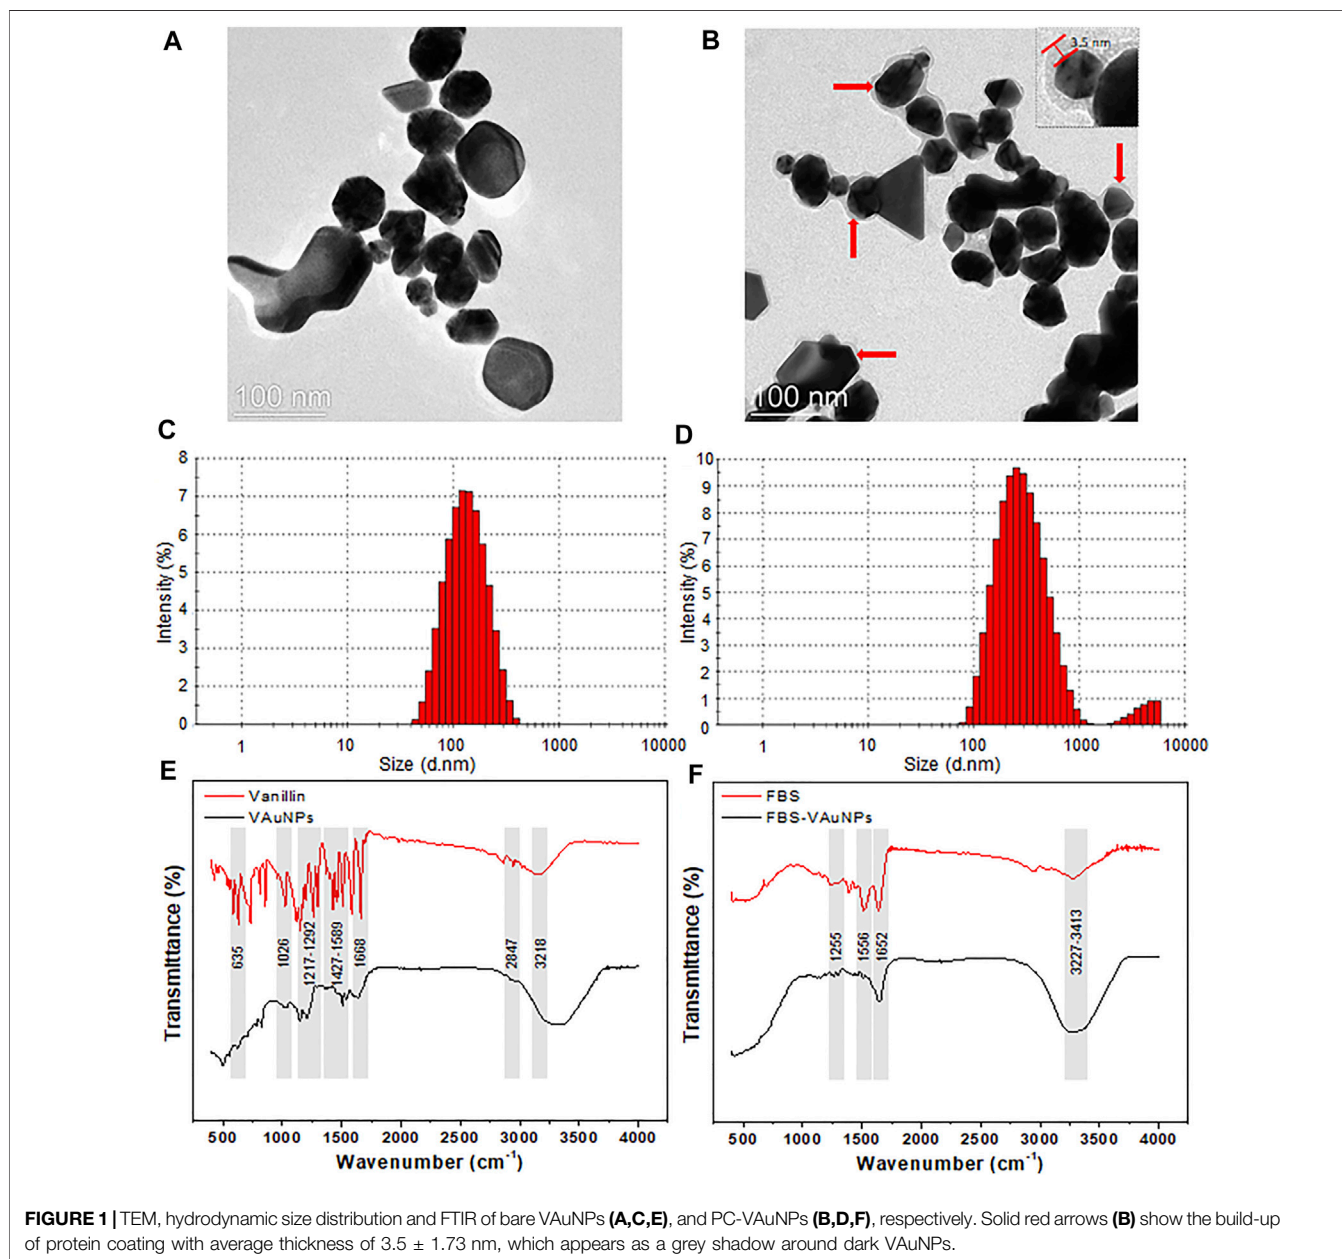 A
B
3.5 nm
100 nm
100 nm
C
8
7
6
5
4
3
2
2
0
Intensity (%)
1
10
100
1000
10000
Size (d.nm)
D
10
9
8
7
6
5
4
3
2
1
0
Intensity (%)
1
10
100
1000
10000
Size (d.nm)
E
Vanillin
VAuNPs
Transmittance (%)
635
1026
1217-1292
1427-1589
1668
2847
3218
500 1000 1500 2000 2500 3000 3500 4000
Wavenumber (cm⁻¹)
F
FBS
FBS-VAuNPs
Transmittance (%)
1255
1556
1652
3227-3413
500 1000 1500 2000 2500 3000 3500 4000
Wavenumber (cm⁻¹)
FIGURE 1 | TEM, hydrodynamic size distribution and FTIR of bare VAuNPs (A,C,E), and PC-VAuNPs (B,D,F), respectively. Solid red arrows (B) show the build-up
of protein coating with average thickness of 3.5 ± 1.73 nm, which appears as a grey shadow around dark VAuNPs.